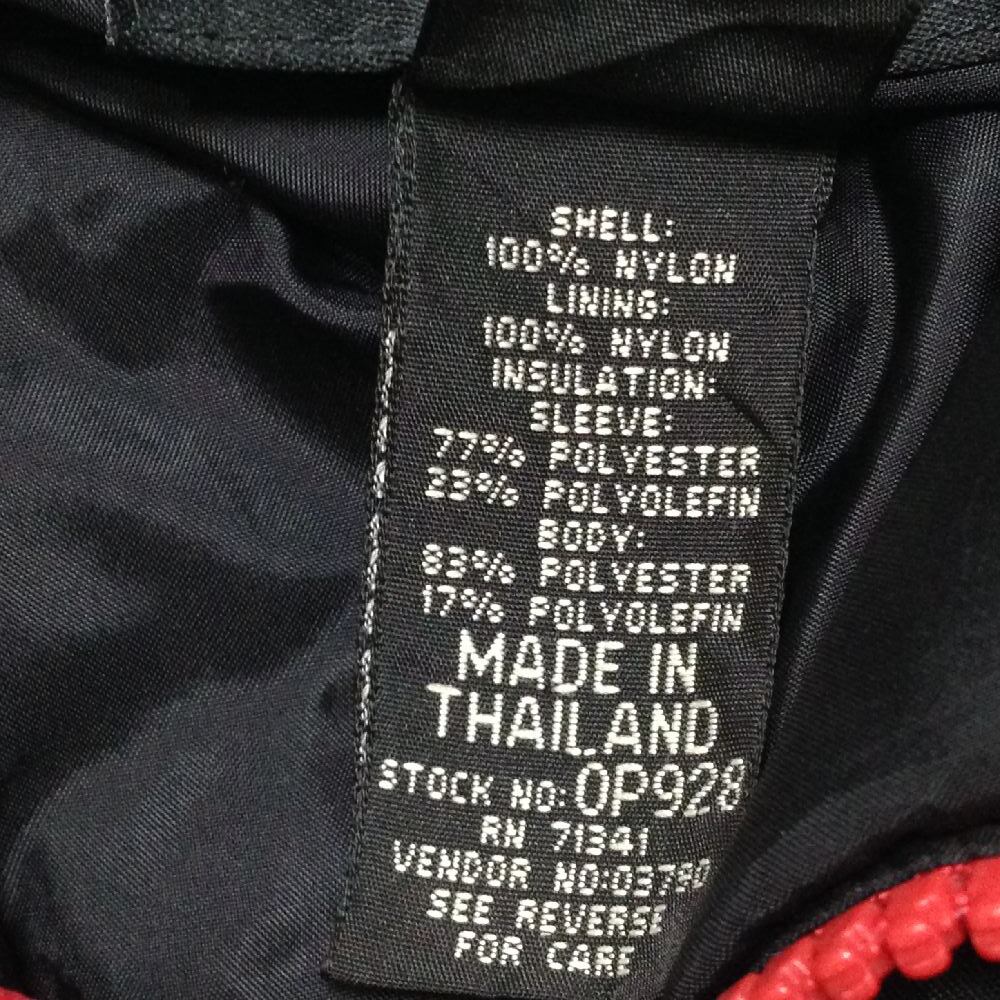 SHELL:
100% NYLON
LINING:
100% NYLON
INSULATION:
SLEEVE:
77% POLYESTER
23% POLYOLEFIN
BODY:
83% POLYESTER
17% POLYOLEFIN
MADE IN
THAILAND
STOCK NO: 0P928
RN 71341
VENDOR NO:
SEE REVERSE
FOR CARE